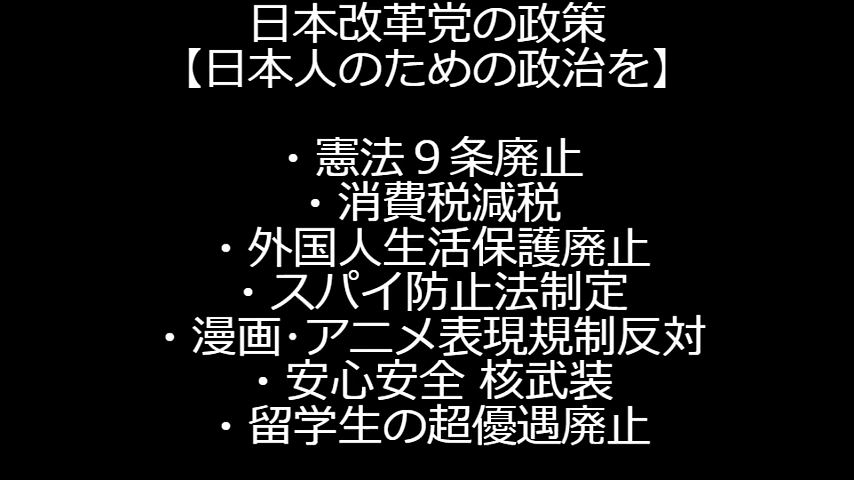 日本改革党の政策
【日本人のための政治を】
・憲法９条廃止
・消費税減税
・外国人生活保護廃止
・スパイ防止法制定
・漫画･アニメ表現規制反対
・安心安全 核武装
・留学生の超優遇廃止